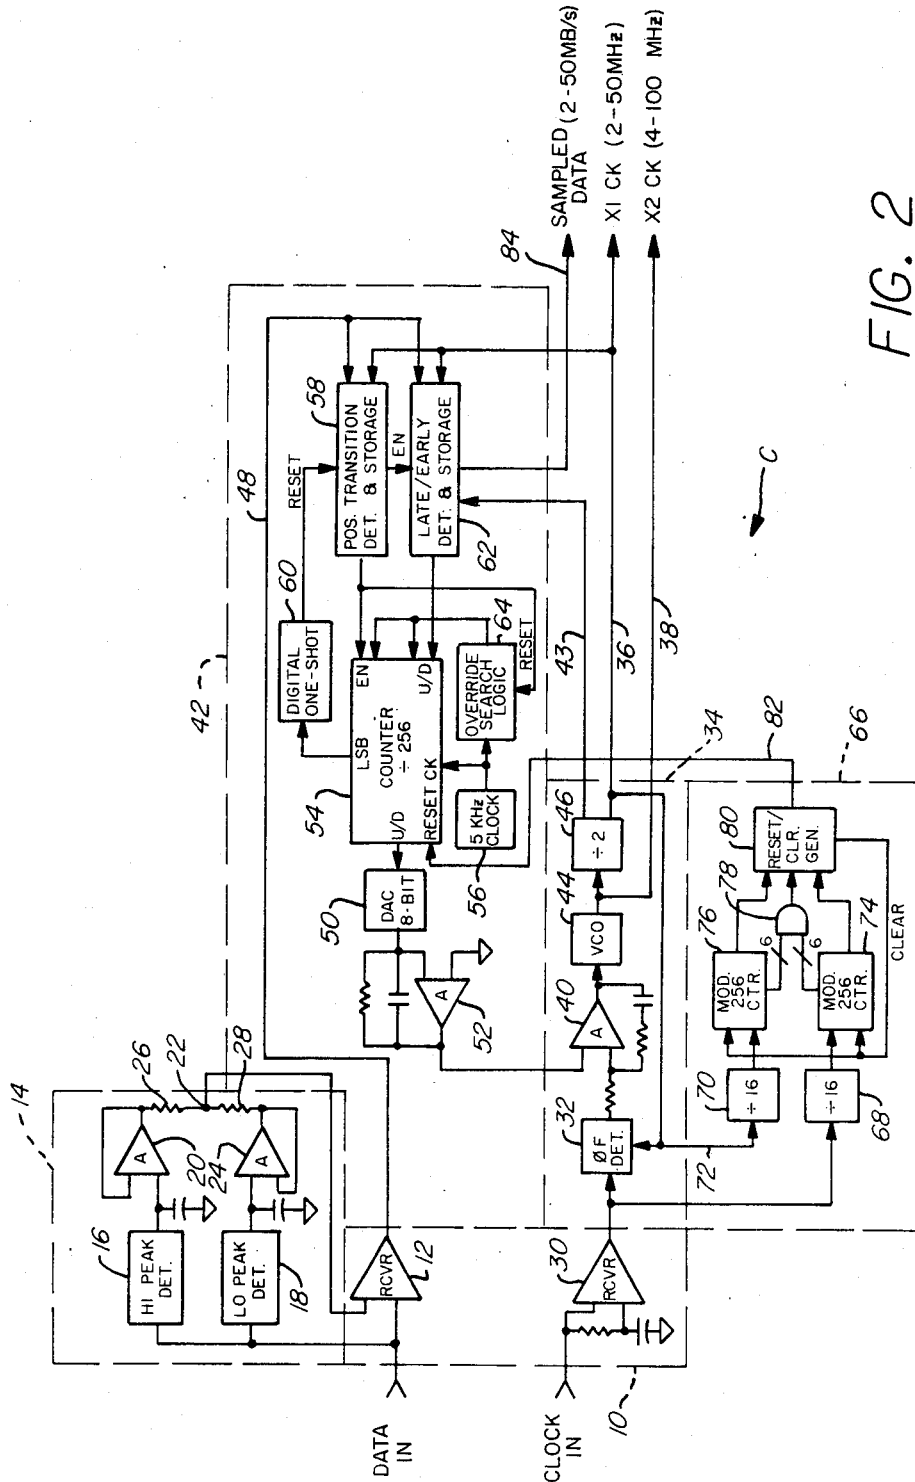 14
HI PEAK
DET.
16
LO PEAK
DET.
18
A
20
A
24
26
22
28
DATA
IN
RCVR
12
CLOCK
IN
RCVR
30
10
42
48
DIGITAL
ONE-SHOT
60
RESET
POS. TRANSITION
DET. & STORAGE
58
EN
LATE/EARLY
DET. & STORAGE
62
LSB
EN
COUNTER
÷ 256
U/D
U/D
RESET CK
54
DAC
8-BIT
50
A
52
5 KHz
CLOCK
56
OVERRIDE
SEARCH
LOGIC
64
RESET
ØF
DET.
32
A
40
VCO
44
÷ 2
46
43
36
38
34
84
SAMPLED (2-50MB/s)
DATA
X1 CK (2-50MHz)
X2 CK (4-100 MHz)
72
÷ 16
70
÷ 16
68
MOD.
256
CTR.
76
MOD.
256
CTR.
74
6
6
78
RESET/
CLR.
GEN.
80
82
66
CLEAR
C
FIG. 2